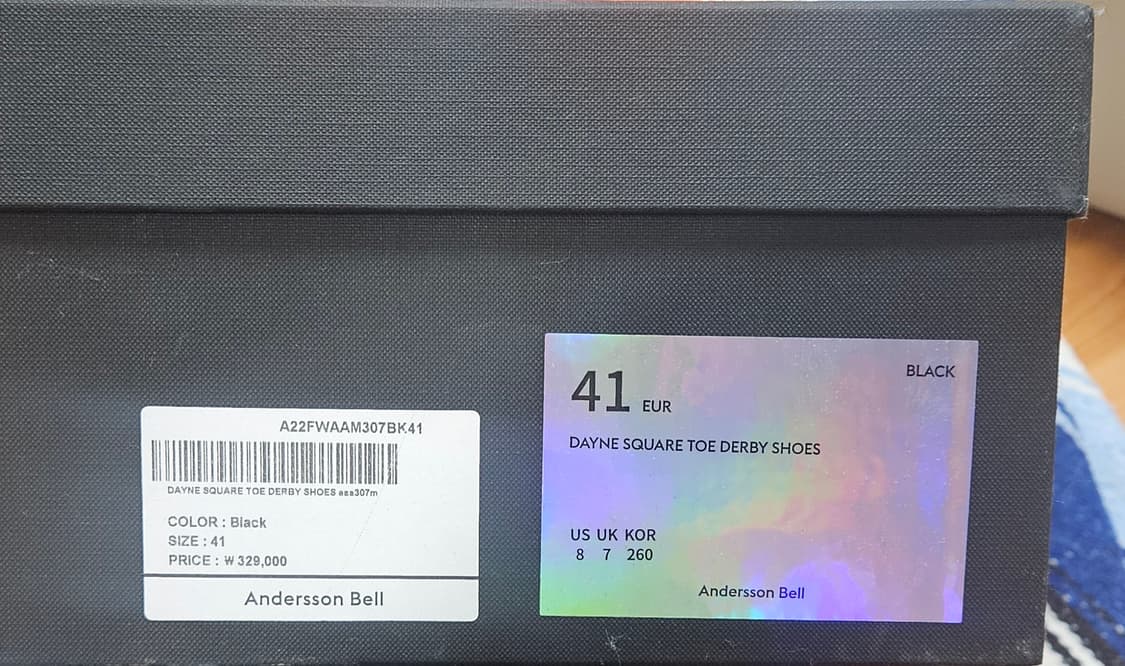 A22FWAAM307BK41
DAYNE SQUARE TOE DERBY SHOES aaa307m
COLOR : Black
SIZE : 41
PRICE : ₩ 329,000
Andersson Bell
BLACK
41 EUR
DAYNE SQUARE TOE DERBY SHOES
US UK KOR
8 7 260
Andersson Bell